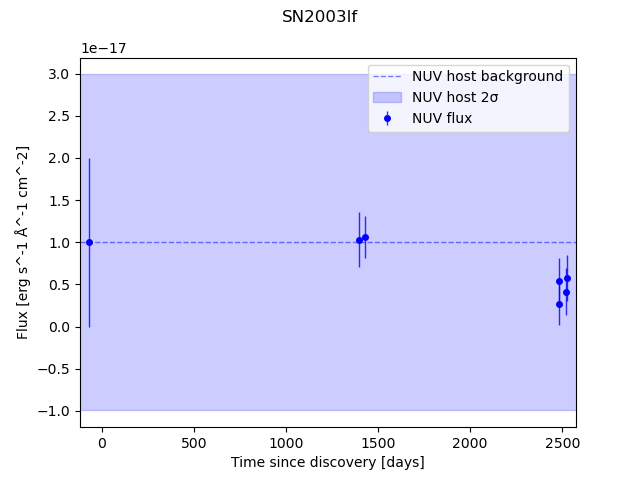 SN2003lf
1e−17
NUV host background
NUV host 2σ
NUV flux
3.0
2.5
2.0
1.5
1.0
0.5
0.0
−0.5
−1.0
Flux [erg s^-1 Å^-1 cm^-2]
0
500
1000
1500
2000
2500
Time since discovery [days]